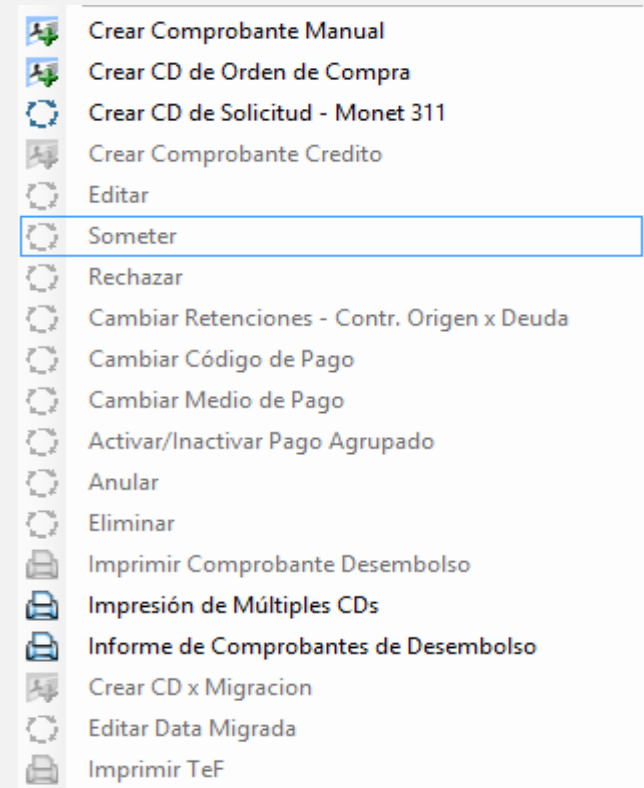 Crear Comprobante Manual
Crear CD de Orden de Compra
Crear CD de Solicitud - Monet 311
Crear Comprobante Credito
Editar
Someter
Rechazar
Cambiar Retenciones - Contr. Origen x Deuda
Cambiar Código de Pago
Cambiar Medio de Pago
Activar/Inactivar Pago Agrupado
Anular
Eliminar
Imprimir Comprobante Desembolso
Impresión de Múltiples CDs
Informe de Comprobantes de Desembolso
Crear CD x Migracion
Editar Data Migrada
Imprimir TeF